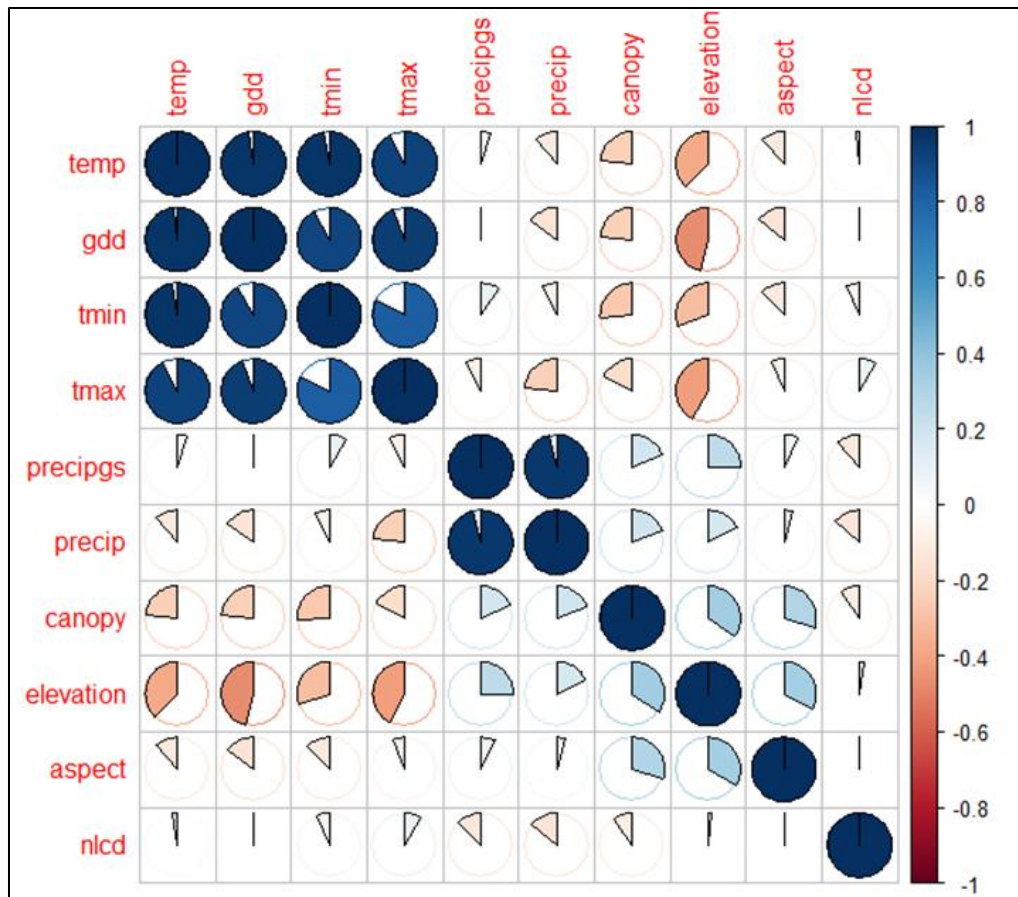 temp
gdd
tmin
tmax
precipgs
precip
canopy
elevation
aspect
nlcd
temp
gdd
tmin
tmax
precipgs
precip
canopy
elevation
aspect
nlcd
1
0.8
0.6
0.4
0.2
0
-0.2
-0.4
-0.6
-0.8
-1